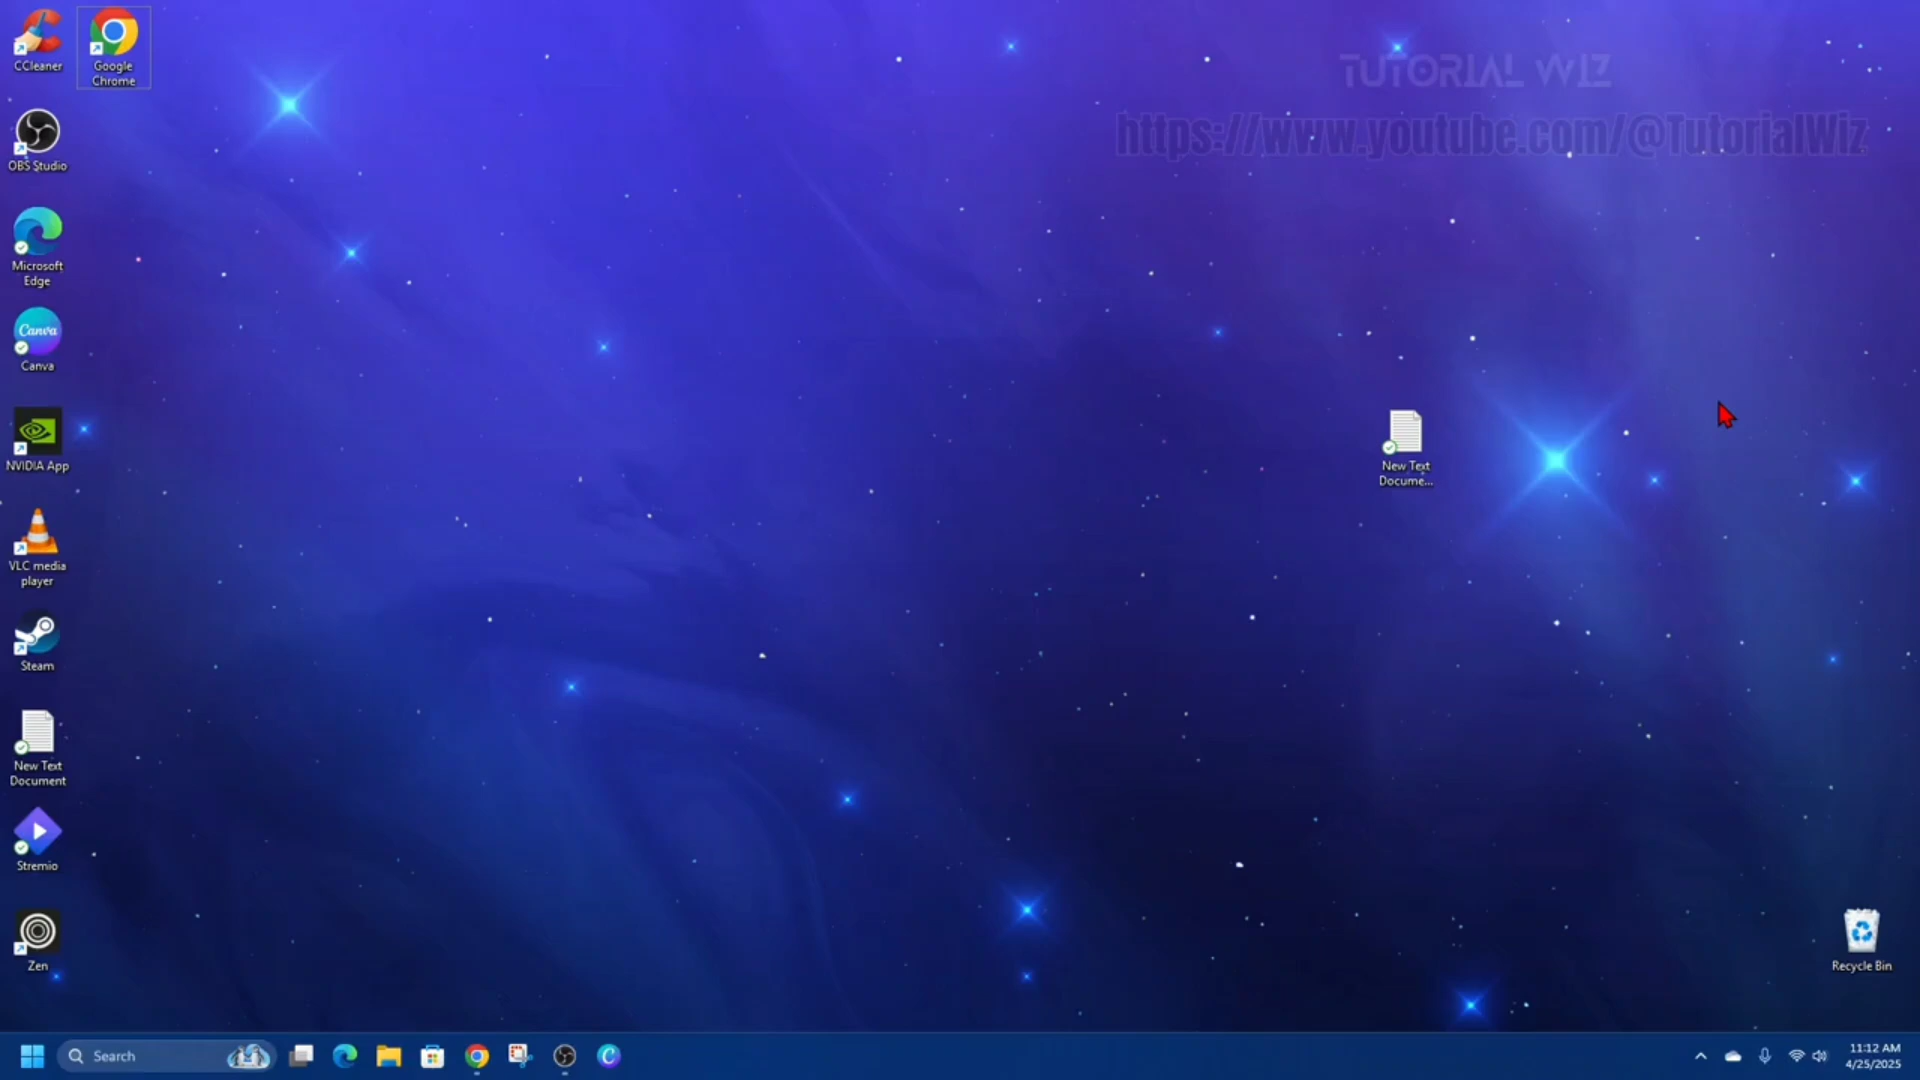 CCleaner
Google
Chrome
TUTORIAL WIZ
https://www.youtube.com/@TutorialWiz
OBS Studio
Microsoft
Edge
Canva
Canva
NVIDIA App
New Text
Docume...
VLC media
player
Steam
New Text
Document
Stremio
Zen
Recycle Bin
Search
11:12 AM
4/25/2025